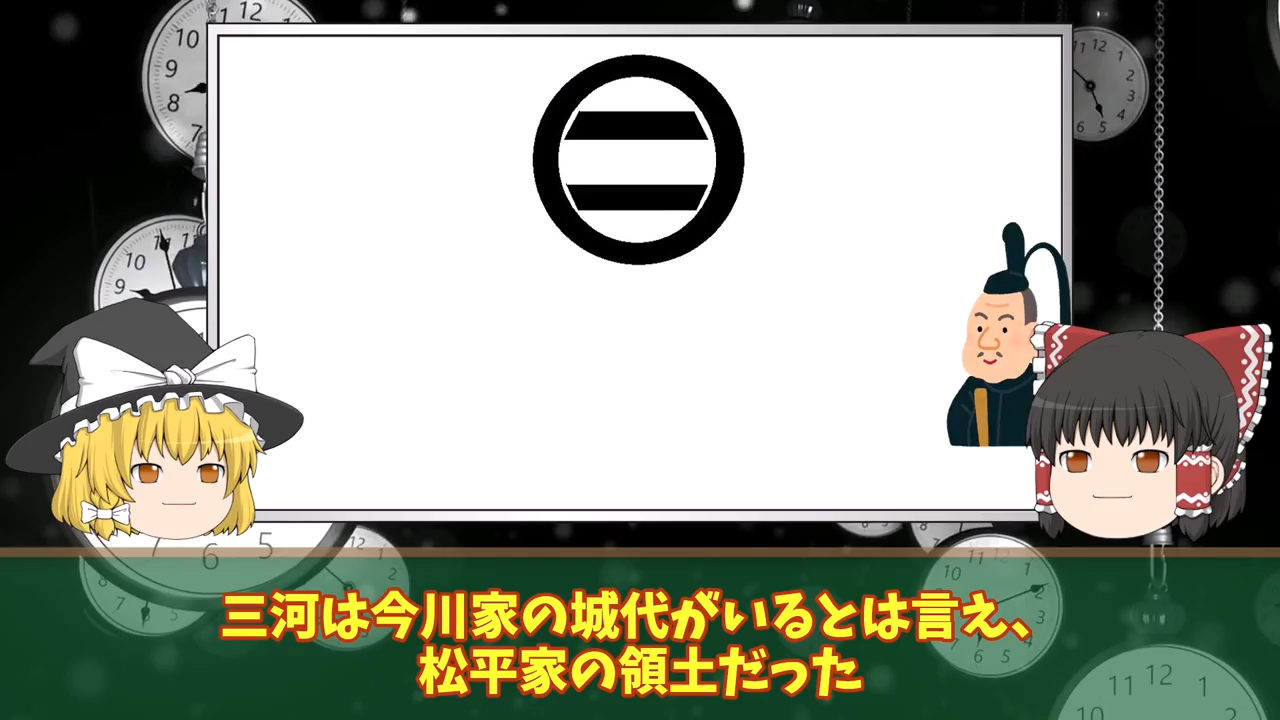 三河は今川家の城代がいるとは言え、
松平家の領土だった